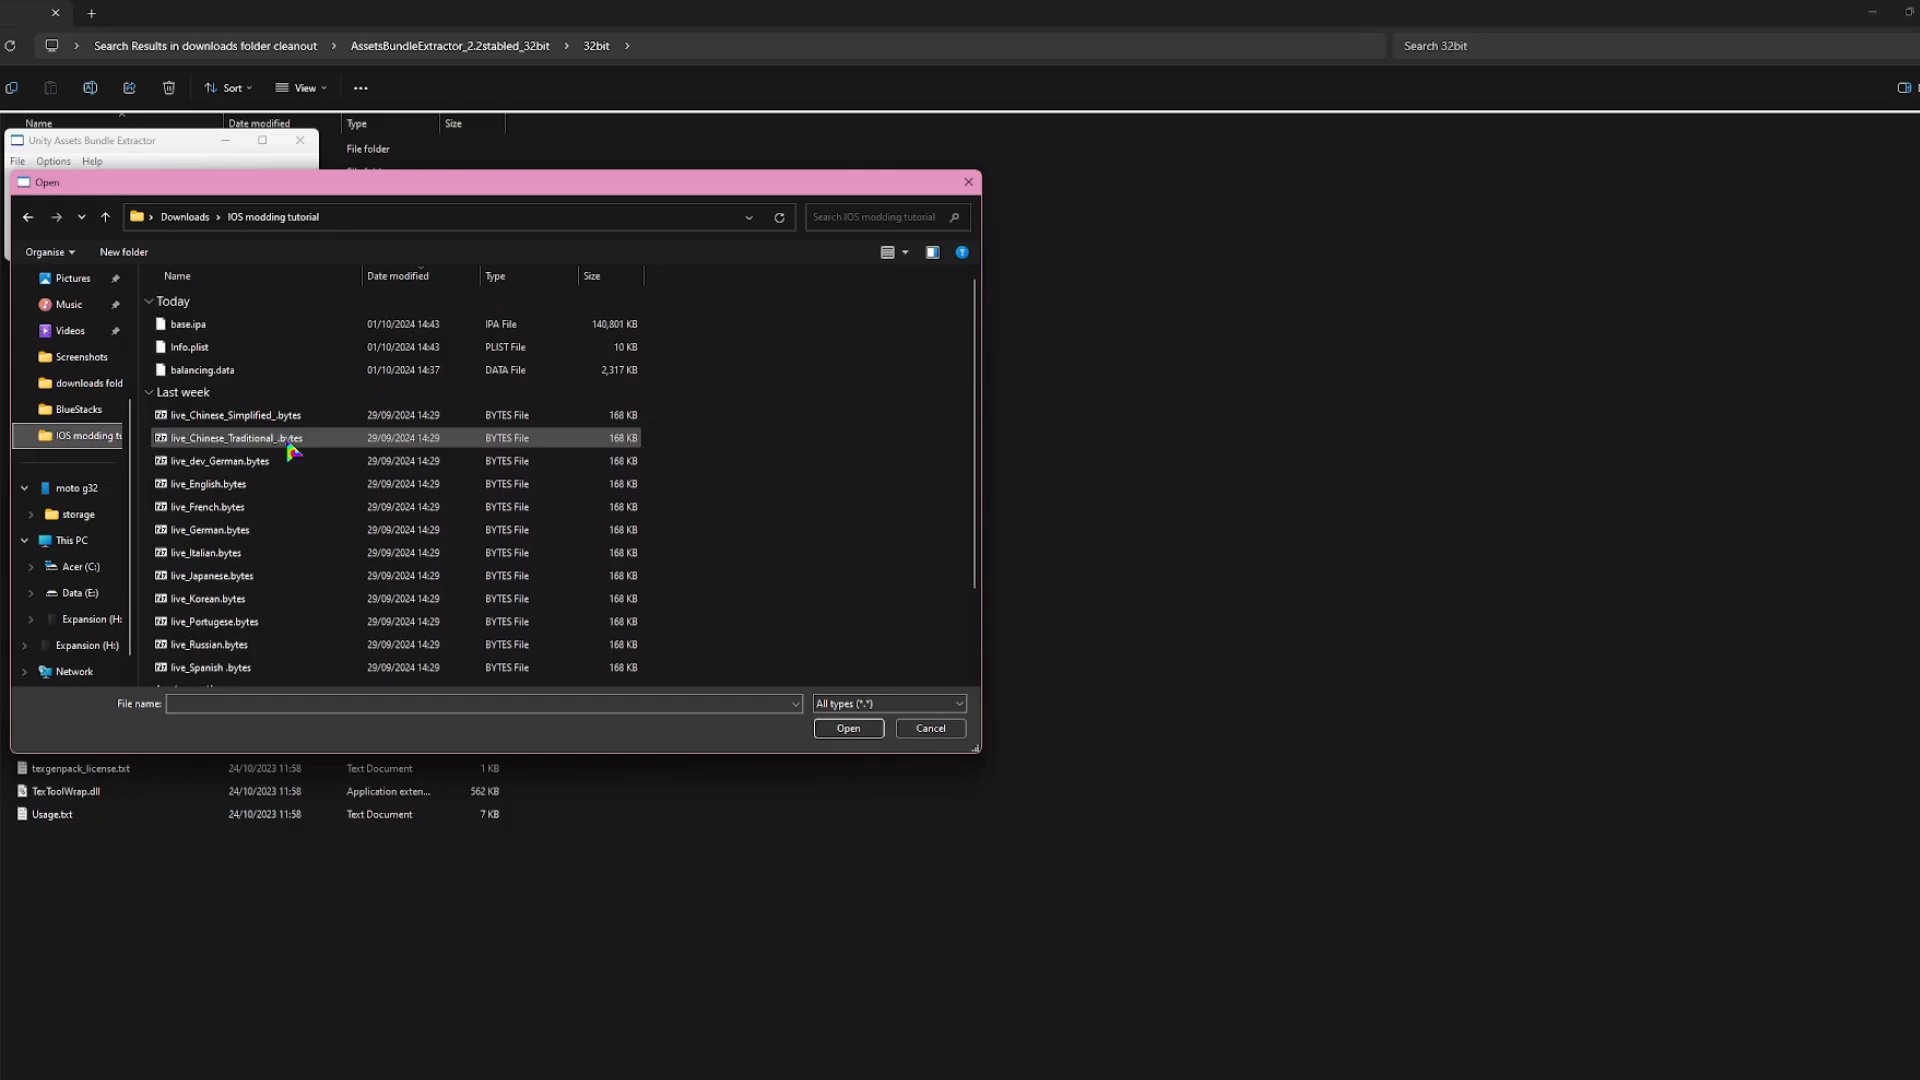 Search Results in downloads folder cleanout > AssetsBundleExtractor_2.2stabled_32bit > 32bit >
Search 32bit
Sort
View
Name Date modified Type Size
File folder
Unity Assets Bundle Extractor
File Options Help
Open
Downloads > IOS modding tutorial
Search IOS modding tutorial
Organise New folder
Name Date modified Type Size
Today
base.ipa 01/10/2024 14:43 IPA File 140,801 KB
Info.plist 01/10/2024 14:43 PLIST File 10 KB
balancing.data 01/10/2024 14:37 DATA File 2,317 KB
Last week
live_Chinese_Simplified_.bytes 29/09/2024 14:29 BYTES File 168 KB
live_Chinese_Traditional_.bytes 29/09/2024 14:29 BYTES File 168 KB
live_dev_German.bytes 29/09/2024 14:29 BYTES File 168 KB
live_English.bytes 29/09/2024 14:29 BYTES File 168 KB
live_French.bytes 29/09/2024 14:29 BYTES File 168 KB
live_German.bytes 29/09/2024 14:29 BYTES File 168 KB
live_Italian.bytes 29/09/2024 14:29 BYTES File 168 KB
live_Japanese.bytes 29/09/2024 14:29 BYTES File 168 KB
live_Korean.bytes 29/09/2024 14:29 BYTES File 168 KB
live_Portugese.bytes 29/09/2024 14:29 BYTES File 168 KB
live_Russian.bytes 29/09/2024 14:29 BYTES File 168 KB
live_Spanish .bytes 29/09/2024 14:29 BYTES File 168 KB
Pictures
Music
Videos
Screenshots
downloads fold
BlueStacks
IOS modding tu
moto g32
storage
This PC
Acer (C:)
Data (E:)
Expansion (H:
Expansion (H:)
Network
File name:
All types (*.*)
Open Cancel
texgenpack_license.txt 24/10/2023 11:58 Text Document 1 KB
TexToolWrap.dll 24/10/2023 11:58 Application exten... 562 KB
Usage.txt 24/10/2023 11:58 Text Document 7 KB